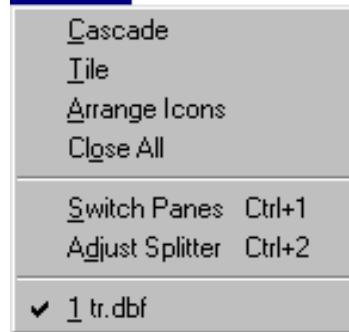 Cascade
Tile
Arrange Icons
Close All
Switch Panes Ctrl+1
Adjust Splitter Ctrl+2
1 tr.dbf